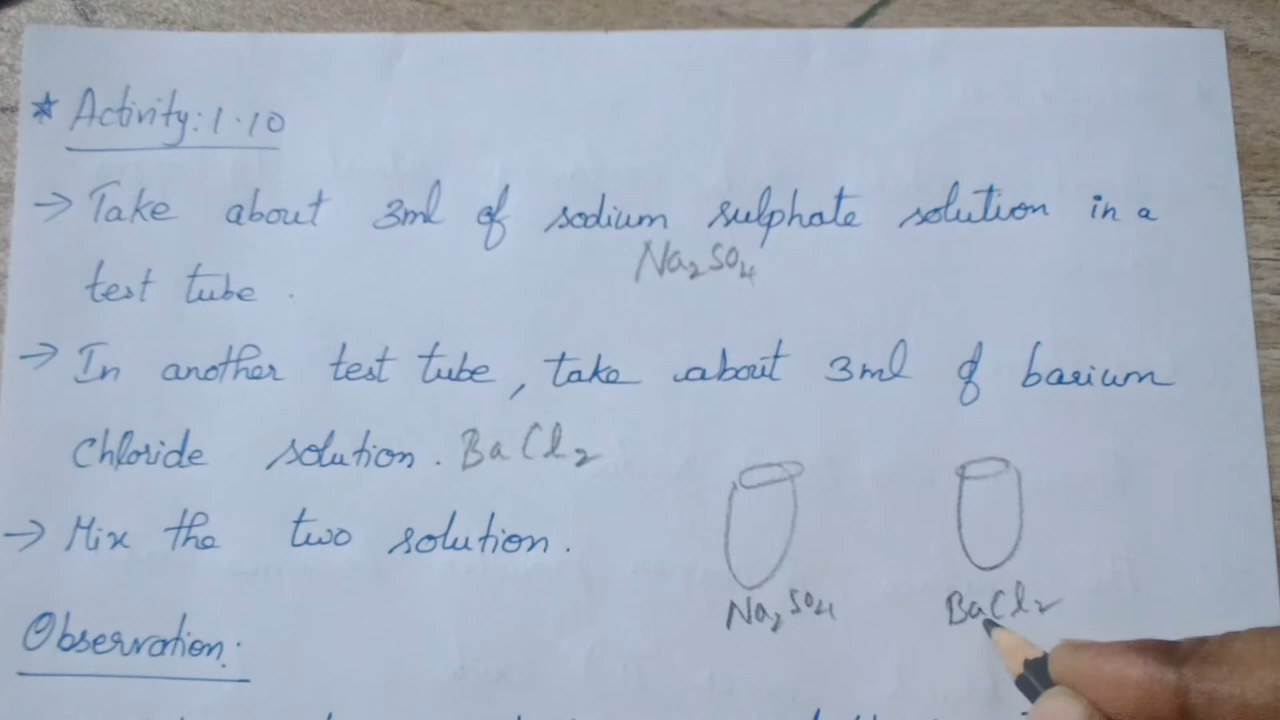 * Activity: 1.10
→ Take about 3ml of sodium sulphate solution in a
Na₂SO₄
test tube.
→ In another test tube, take about 3ml of barium
chloride solution. BaCl₂
→ Mix the two solution.
Na₂SO₄ BaCl₂
Observation: